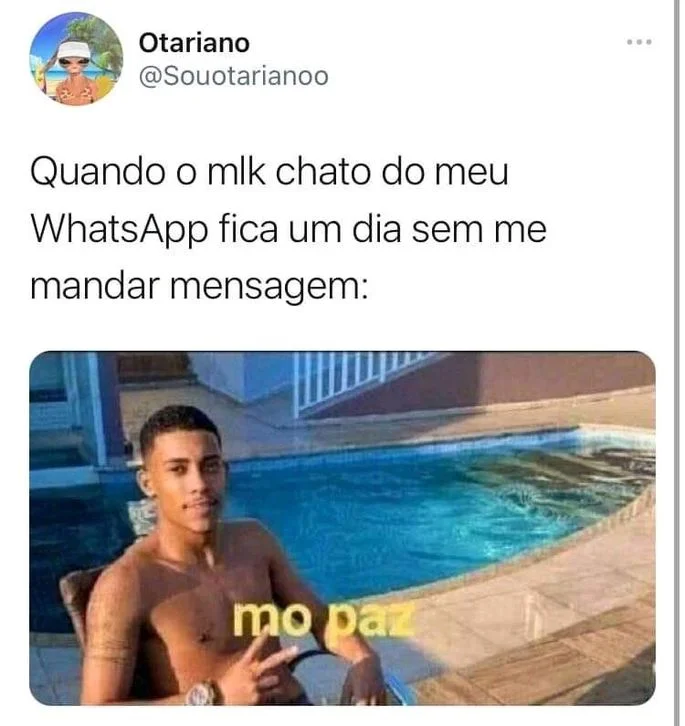 Otariano
@Souotarianoo
Quando o mlk chato do meu
WhatsApp fica um dia sem me
mandar mensagem:
mo paz